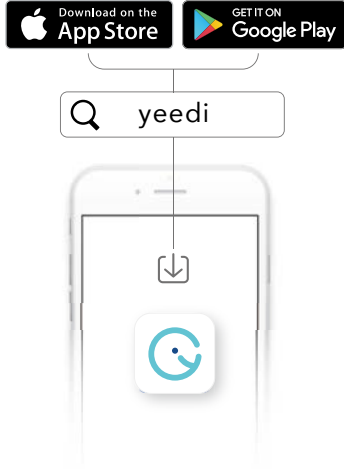 Download on the
App Store
GET IT ON
Google Play
yeedi